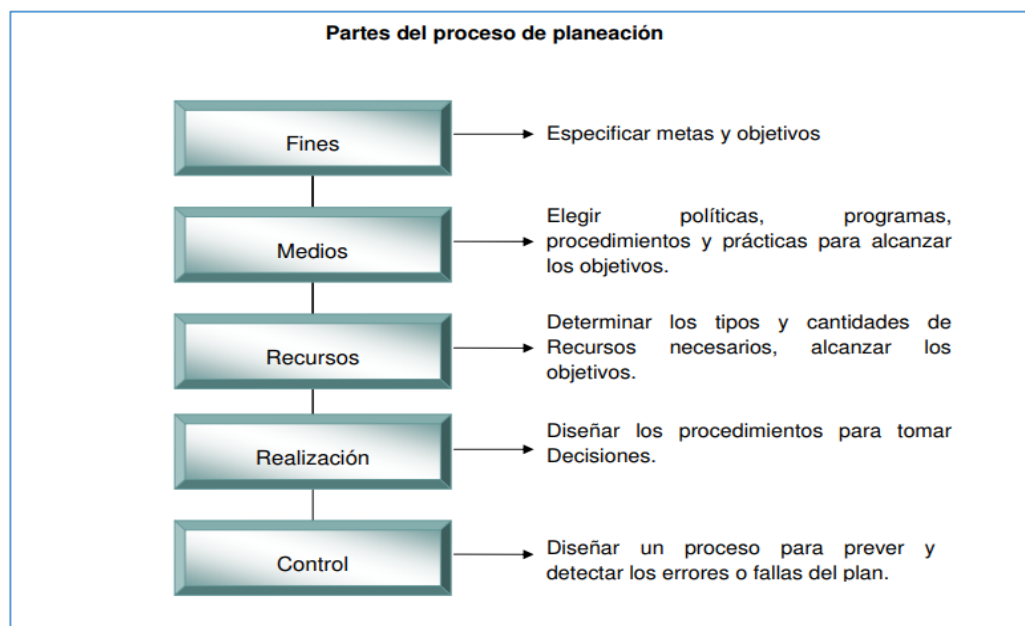 Partes del proceso de planeación
Fines
Especificar metas y objetivos
Medios
Elegir políticas, programas,
procedimientos y prácticas para alcanzar
los objetivos.
Recursos
Determinar los tipos y cantidades de
Recursos necesarios, alcanzar los
objetivos.
Realización
Diseñar los procedimientos para tomar
Decisiones.
Control
Diseñar un proceso para prever y
detectar los errores o fallas del plan.